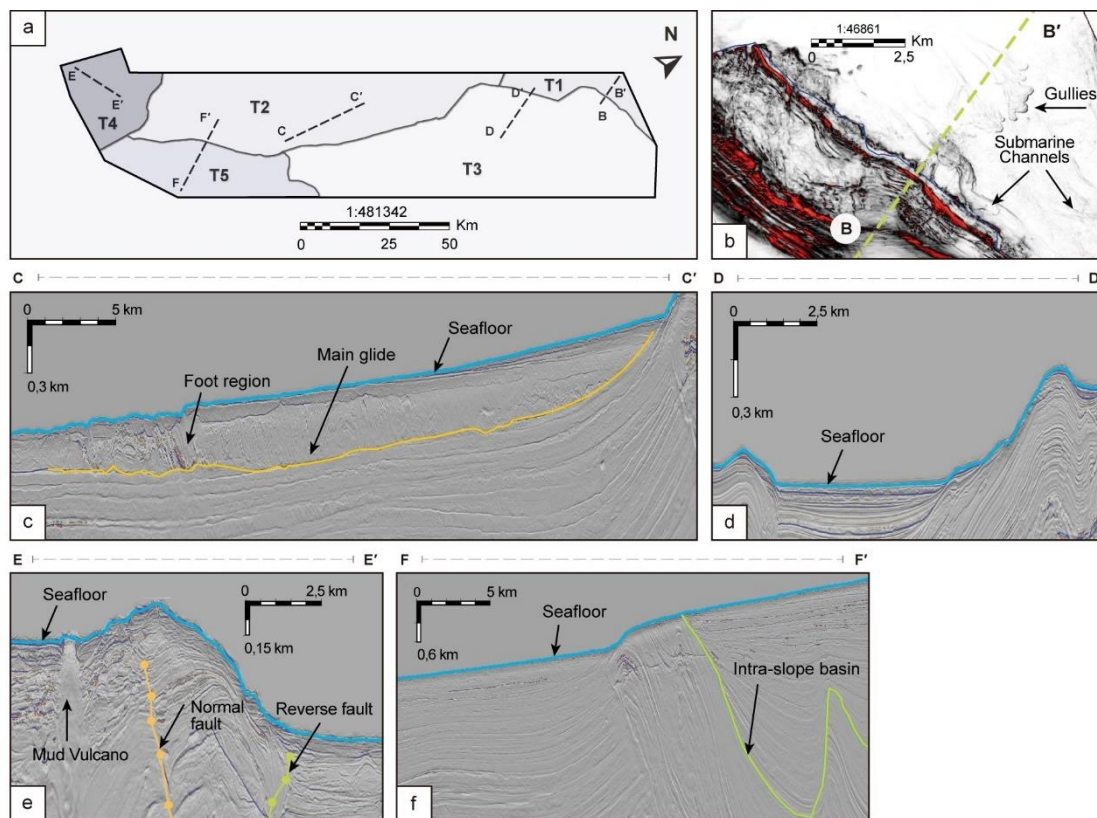 a
N
E
E'
T4
T2
F'
C'
C
D'
T1
B'
D
B
F
T5
T3
1:481342
Km
0 25 50
1:46861
Km
0 2,5
B'
Gullies
Submarine
Channels
B
b
C C'
0 5 km
0,3 km
Seafloor
Main glide
Foot region
c
D D
0 2,5 km
0,3 km
Seafloor
d
E E'
Seafloor
0 2,5 km
0,15 km
Reverse fault
Normal
fault
Mud Vulcano
e
F F'
0 5 km
0,6 km
Seafloor
Intra-slope basin
f